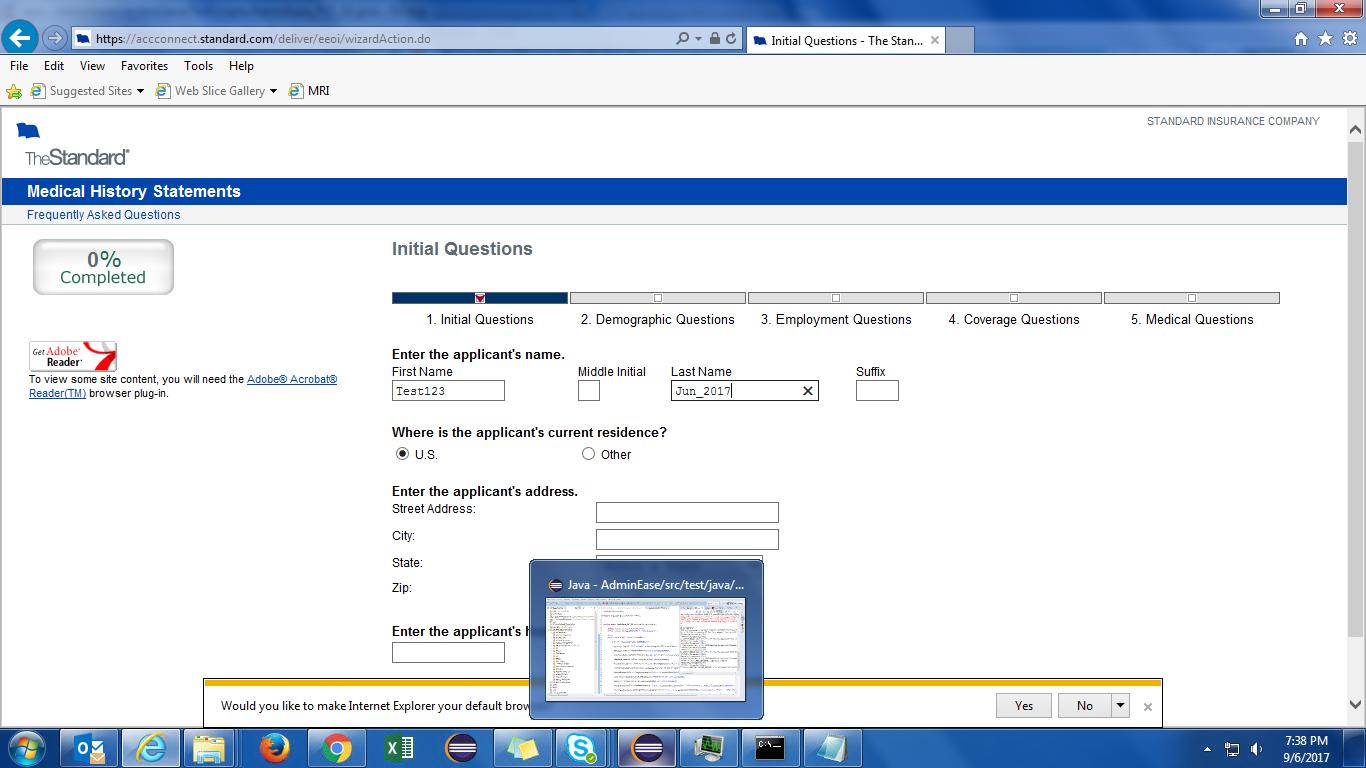 https://accconnect.standard.com/deliver/eeoi/wizardAction.do
Initial Questions - The Stan...
File Edit View Favorites Tools Help
Suggested Sites Web Slice Gallery MRI
STANDARD INSURANCE COMPANY
TheStandard®
Medical History Statements
Frequently Asked Questions
0%
Completed
Initial Questions
1. Initial Questions 2. Demographic Questions 3. Employment Questions 4. Coverage Questions 5. Medical Questions
Get Adobe®
Reader®
To view some site content, you will need the Adobe® Acrobat®
Reader(TM) browser plug-in.
Enter the applicant's name.
First Name Middle Initial Last Name Suffix
Test123 Jun_2017
Where is the applicant's current residence?
U.S. Other
Enter the applicant's address.
Street Address:
City:
State:
Zip:
Enter the applicant's
Java - AdminEase/src/test/java/...
Would you like to make Internet Explorer your default
Yes No
C:\_
7:38 PM
9/6/2017